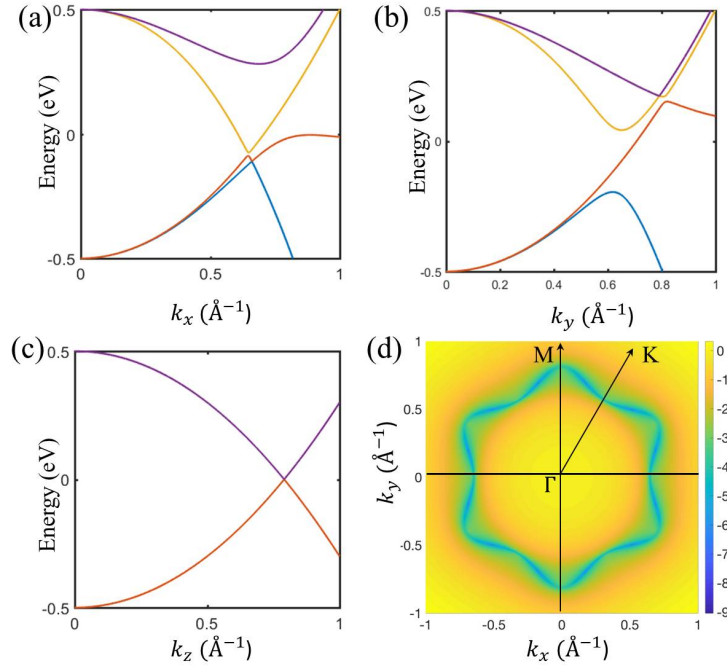 (a)
0.5
0
-0.5
Energy (eV)
0
0.5
1
k_x (Å⁻¹)
(b)
0.5
0
-0.5
Energy (eV)
0
0.2
0.4
0.6
0.8
1
k_y (Å⁻¹)
(c)
0.5
0
-0.5
Energy (eV)
0
0.5
1
k_z (Å⁻¹)
(d)
1
0.5
0
-0.5
-1
k_y (Å⁻¹)
M
K
Γ
-1
-0.5
0
0.5
1
k_x (Å⁻¹)
0
-1
-2
-3
-4
-5
-6
-7
-8
-9